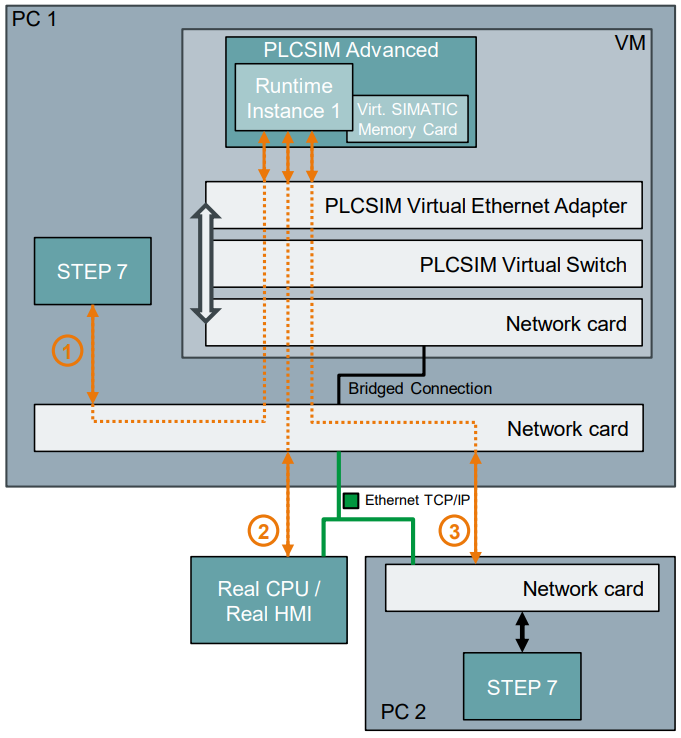 PC 1
VM
PLCSIM Advanced
Runtime
Instance 1
Virt. SIMATIC
Memory Card
PLCSIM Virtual Ethernet Adapter
STEP 7
PLCSIM Virtual Switch
Network card
1
Bridged Connection
Network card
Ethernet TCP/IP
2
3
Real CPU /
Real HMI
Network card
STEP 7
PC 2